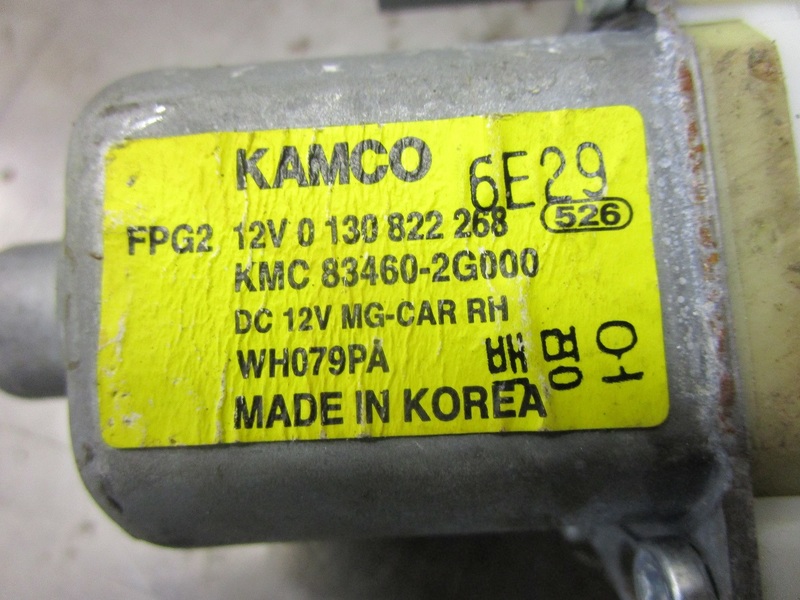 KAMCO 6E29
FPG2 12V 0 130 822 268 526
KMC 83460-2G000
DC 12V MG-CAR RH
WH079PA
MADE IN KOREA